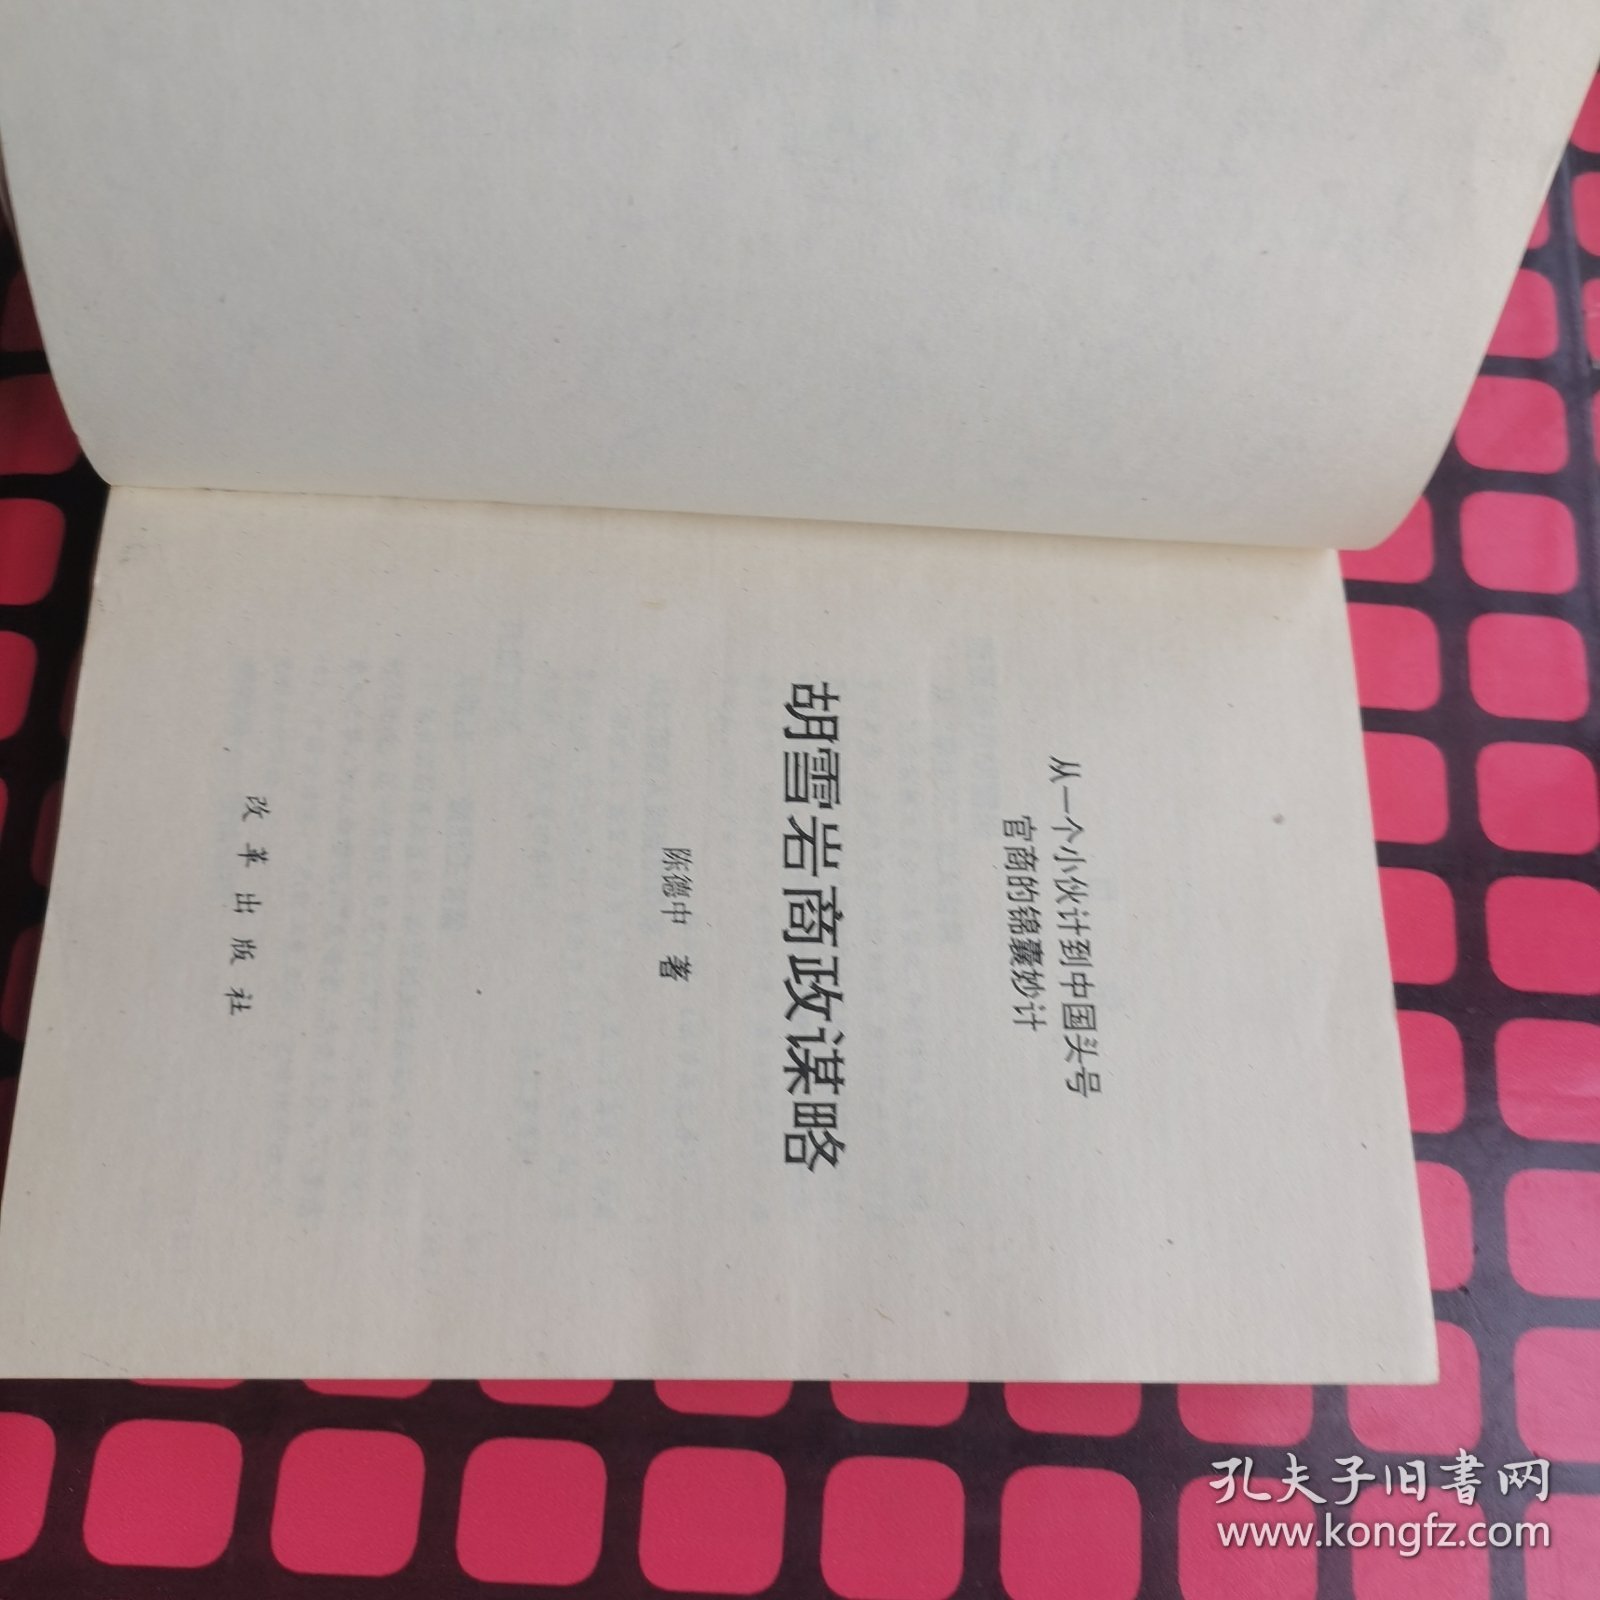 从一个小伙计到中国头号
官商的锦囊妙计
胡雪岩商政谋略
陈德中 著
改革出版社
孔夫子旧书网
www.kongfz.com